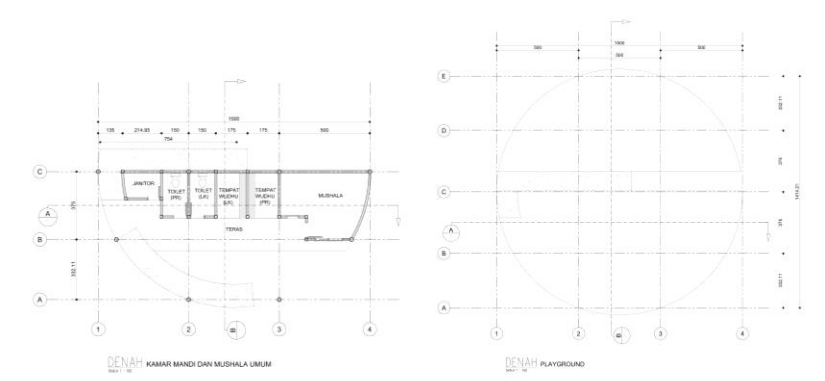 1500
135 214,95 150 150 175 175 500
754
C
JANITOR
TOILET
(PR)
TOILET
(LK)
TEMPAT
WUDHU
(LK)
TEMPAT
WUDHU
(PR)
MUSHALA
A
375
TERAS
B
332,11
A
1 2 B 3 4
DENAH KAMAR MANDI DAN MUSHALA UMUM
1500
500 500
500
E
332,11
D
375
C
1414,21
A
375
B
332,11
A
1 2 B 3 4
DENAH PLAYGROUND